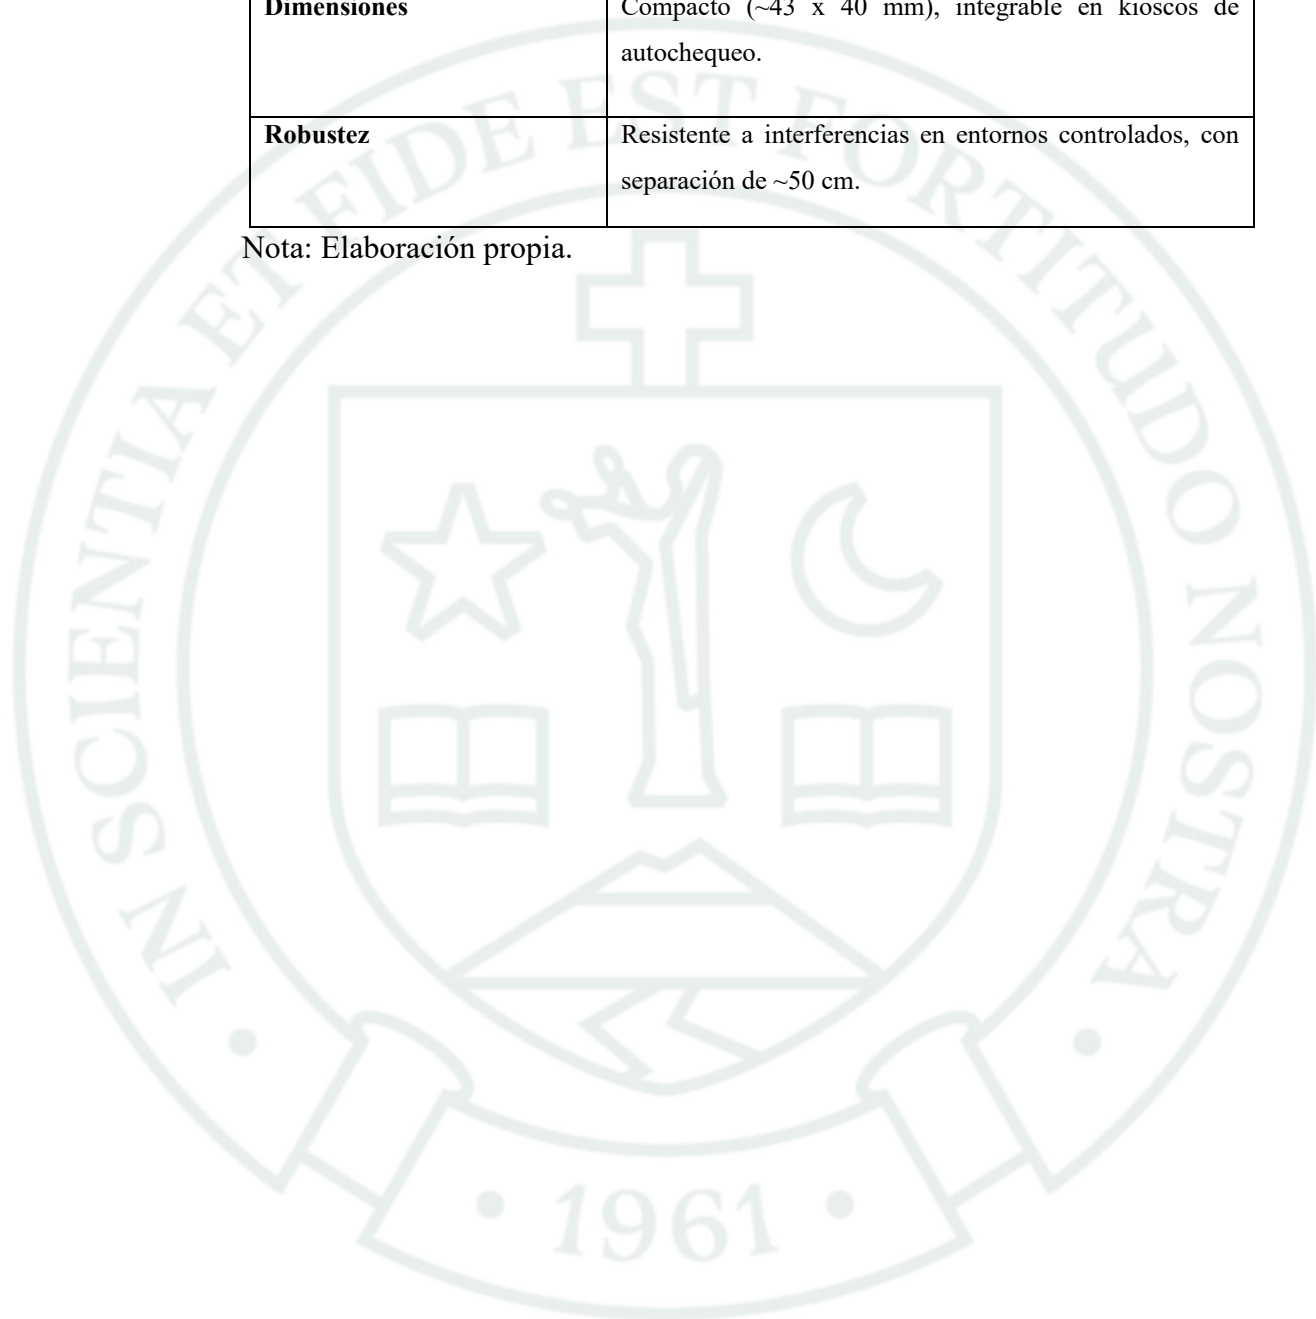 Dimensiones
Compacto (~43 x 40 mm), integrable en kioscos de
autochequeo.
Robustez
Resistente a interferencias en entornos controlados, con
separación de ~50 cm.
Nota: Elaboración propia.
IN SCIENTIA ET FIDE EST FORTITUDO NOSTRA
• 1961 •